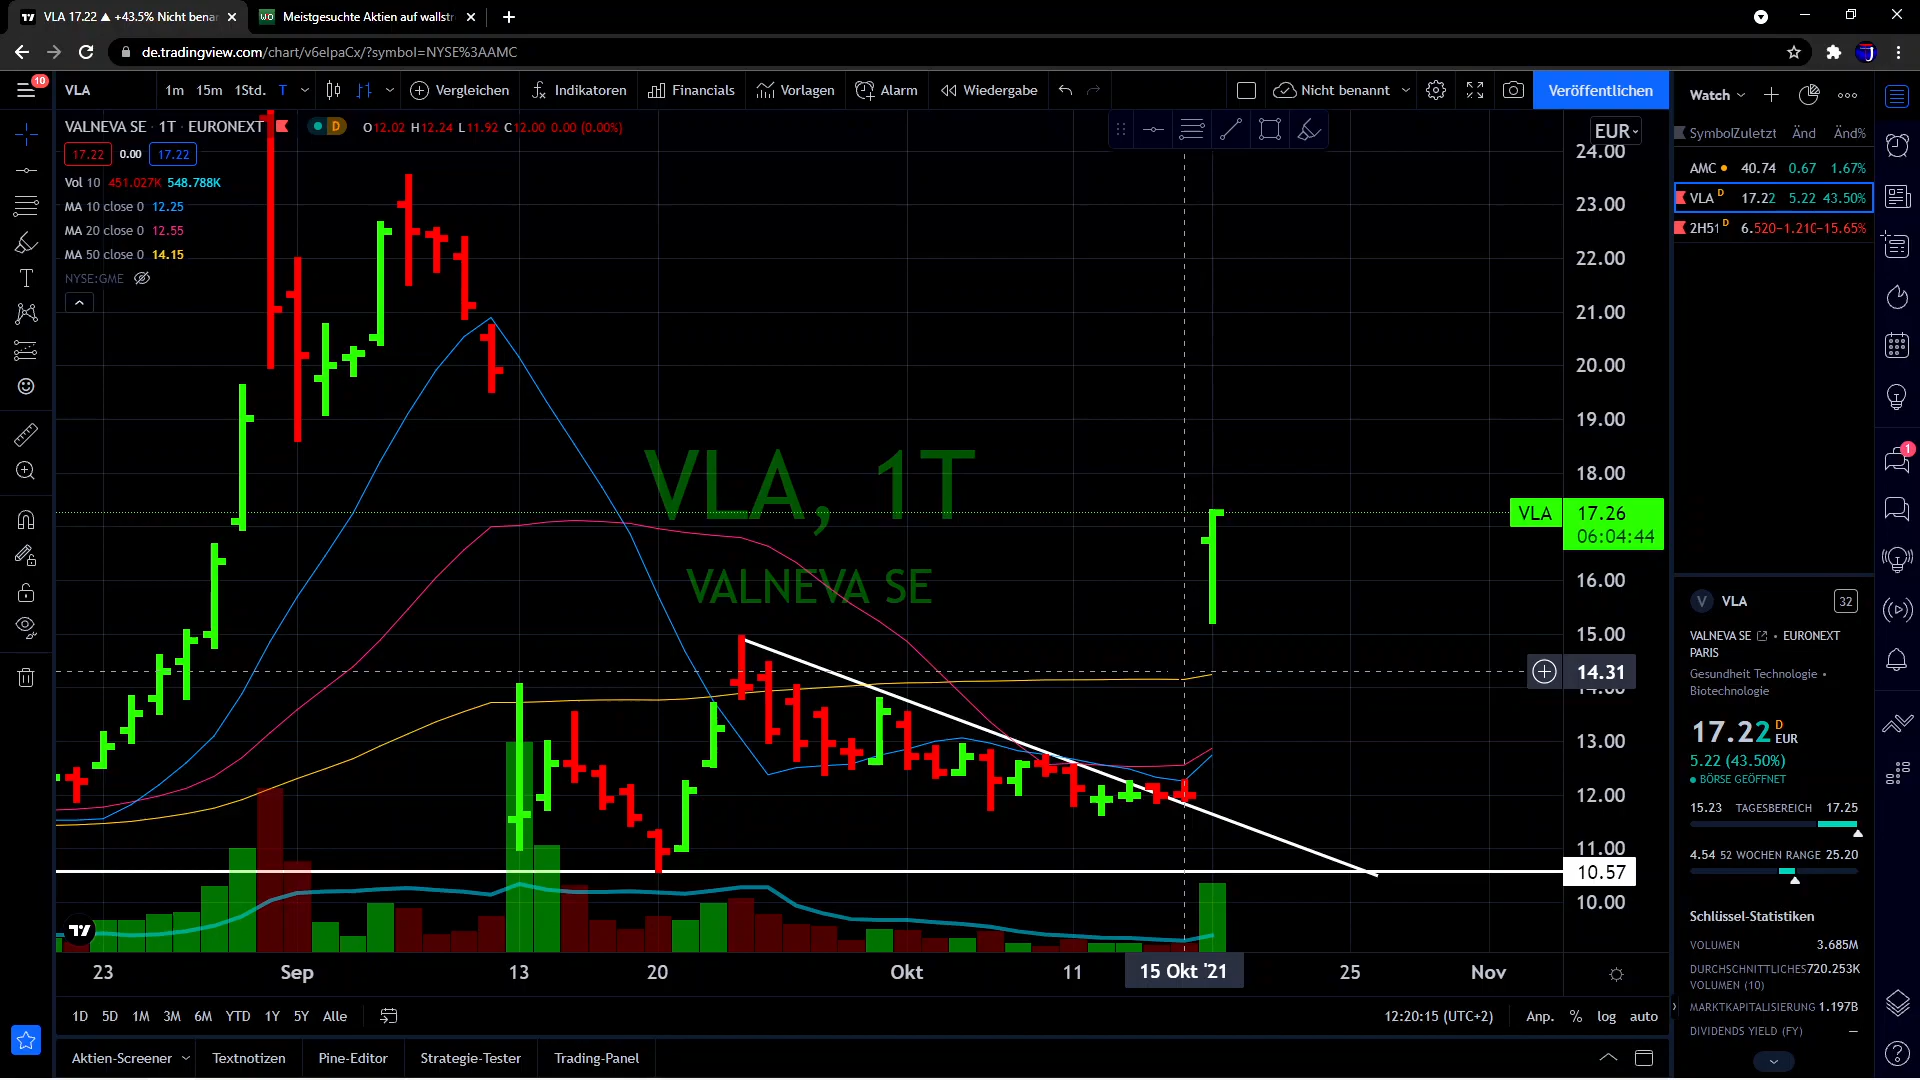 VLA 17.22 ▲ +43.5% Nicht bena
Meistgesuchte Aktien auf wallstr
de.tradingview.com/chart/v6elpaCx/?symbol=NYSE%3AAMC
10
VLA 1m 15m 1Std. T Vergleichen Indikatoren Financials Vorlagen Alarm Wiedergabe Nicht benannt Veröffentlichen
VALNEVA SE · 1T · EURONEXT D O12.02 H12.24 L11.92 C12.00 0.00 (0.00%)
17.22 0.00 17.22
Vol 10 451.027K 548.788K
MA 10 close 0 12.25
MA 20 close 0 12.55
MA 50 close 0 14.15
NYSE:GME
VLA, 1T
VALNEVA SE
EUR
24.00
23.00
22.00
21.00
20.00
19.00
18.00
VLA 17.26
06:04:44
16.00
15.00
14.31
14.00
13.00
12.00
11.00
10.57
10.00
23 Sep 13 20 Okt 11 15 Okt '21 25 Nov
1D 5D 1M 3M 6M YTD 1Y 5Y Alle 12:20:15 (UTC+2) Anp. % log auto
Aktien-Screener Textnotizen Pine-Editor Strategie-Tester Trading-Panel
Watch
Symbol Zuletzt Änd Änd%
AMC 40.74 0.67 1.67%
VLA D 17.22 5.22 43.50%
2H51 D 6.520 -1.210 -15.65%
1
V VLA 32
VALNEVA SE • EURONEXT
PARIS
Gesundheit Technologie •
Biotechnologie
17.22 D EUR
5.22 (43.50%)
BÖRSE GEÖFFNET
15.23 TAGESBEREICH 17.25
4.54 52 WOCHEN RANGE 25.20
Schlüssel-Statistiken
VOLUMEN 3.685M
DURCHSCHNITTLICHES 720.253K
VOLUMEN (10)
MARKTKAPITALISIERUNG 1.197B
DIVIDENDS YIELD (FY) —